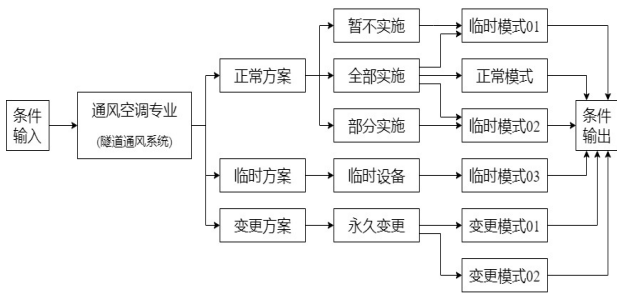 条件
输入
通风空调专业
(隧道通风系统)
正常方案
临时方案
变更方案
暂不实施
全部实施
部分实施
临时设备
永久变更
临时模式01
正常模式
临时模式02
临时模式03
变更模式01
变更模式02
条件
输出